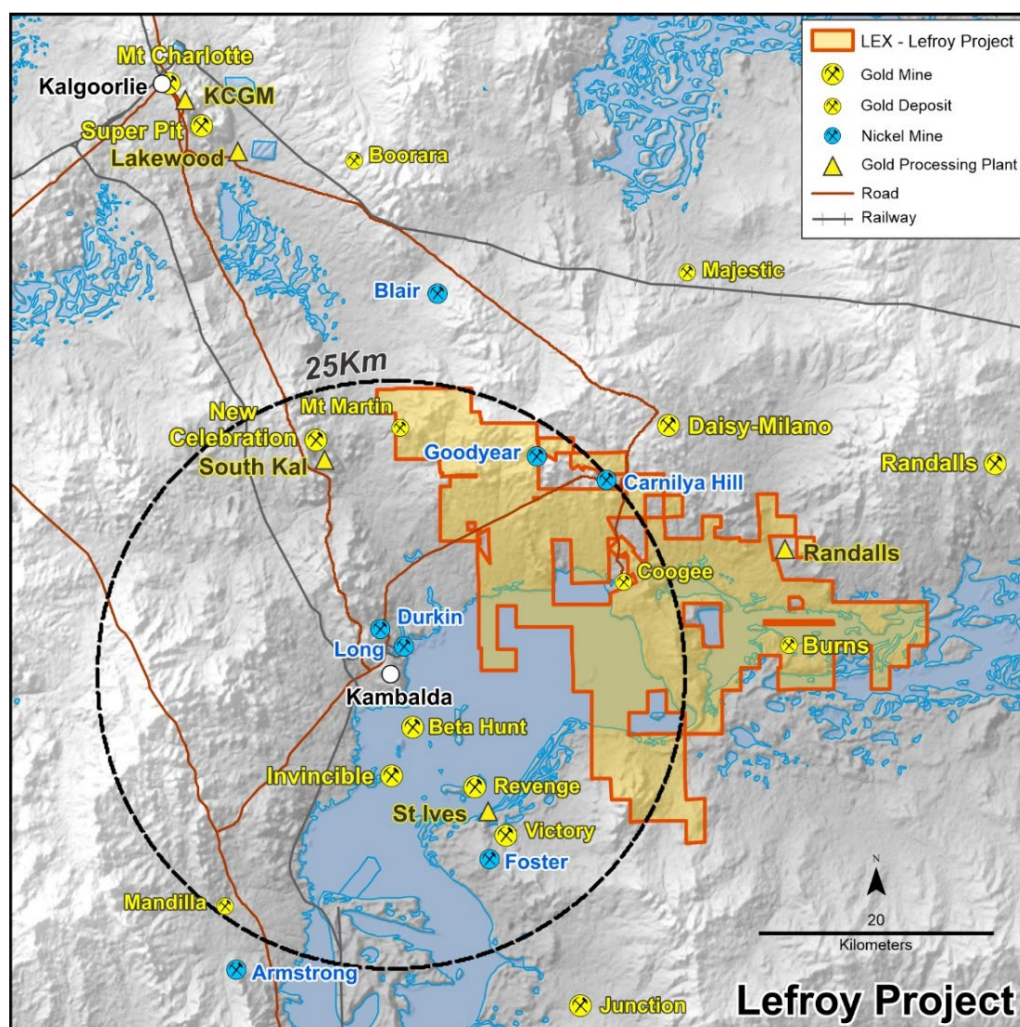 Mt Charlotte
Kalgoorlie
KCGM
Super Pit
Lakewood
Boorara
LEX - Lefroy Project
Gold Mine
Gold Deposit
Nickel Mine
Gold Processing Plant
Road
Railway
Majestic
Blair
25Km
Mt Martin
New
Celebration
South Kal
Goodyear
Daisy-Milano
Carnilya Hill
Randalls
Randalls
Coogee
Durkin
Long
Burns
Kambalda
Beta Hunt
Invincible
Revenge
St Ives
Victory
Foster
Mandilla
Armstrong
Junction
N
20
Kilometers
Lefroy Project